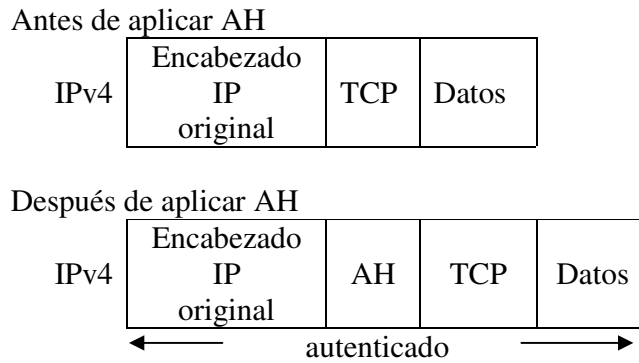 Antes de aplicar AH
Encabezado
IPv4 IP TCP Datos
original
Después de aplicar AH
Encabezado
IPv4 IP AH TCP Datos
original
autenticado